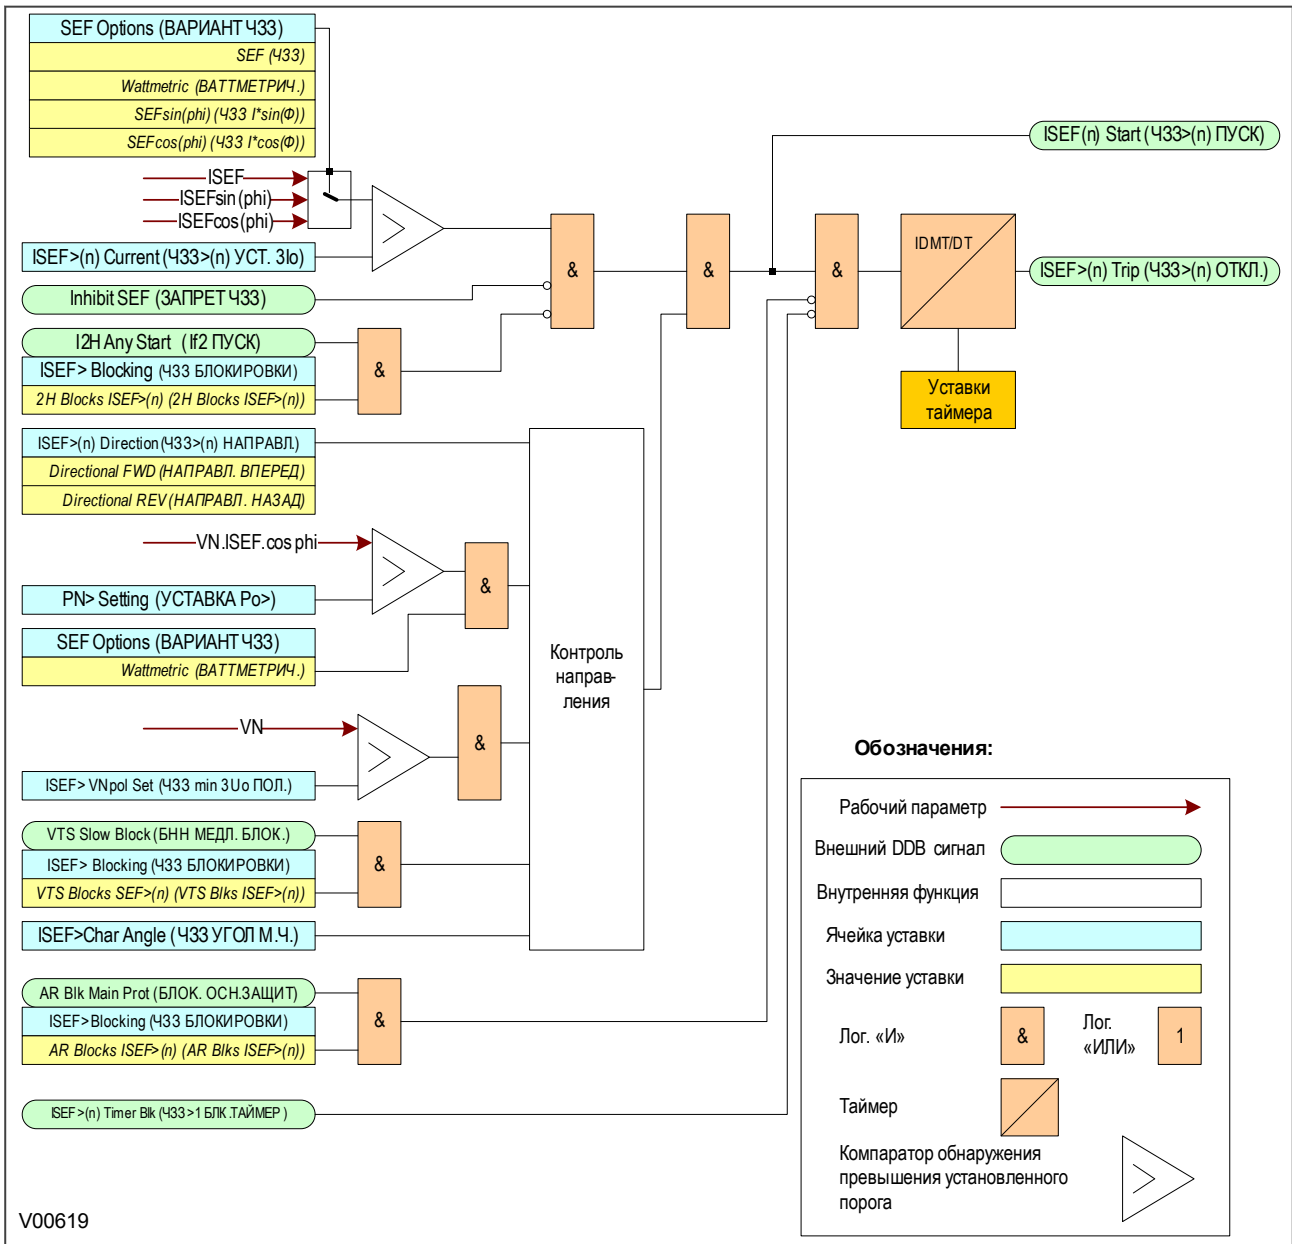 SEF Options (ВАРИАНТ ЧЗЗ)
SEF (ЧЗЗ)
Wattmetric (ВАТТМЕТРИЧ.)
SEFsin(phi) (ЧЗЗ I*sin(Ф))
SEFcos(phi) (ЧЗЗ I*cos(Ф))
ISEF
ISEFsin(phi)
ISEFcos(phi)
>
ISEF>(n) Current (ЧЗЗ>(n) УСТ. 3Io)
Inhibit SEF (ЗАПРЕТ ЧЗЗ)
&
&
&
IDMT/DT
ISEF(n) Start (ЧЗЗ>(n) ПУСК)
ISEF>(n) Trip (ЧЗЗ>(n) ОТКЛ.)
Уставки
таймера
I2H Any Start (If2 ПУСК)
ISEF> Blocking (ЧЗЗ БЛОКИРОВКИ)
2H Blocks ISEF>(n) (2H Blocks ISEF>(n))
&
ISEF>(n) Direction (ЧЗЗ>(n) НАПРАВЛ.)
Directional FWD (НАПРАВЛ. ВПЕРЕД)
Directional REV (НАПРАВЛ. НАЗАД)
VN.ISEF.cos phi
>
&
PN> Setting (УСТАВКА Po>)
SEF Options (ВАРИАНТ ЧЗЗ)
Wattmetric (ВАТТМЕТРИЧ.)
Контроль
направ-
ления
VN
>
&
ISEF> VNpol Set (ЧЗЗ min 3Uo ПОЛ.)
VTS Slow Block (БНН МЕДЛ. БЛОК.)
ISEF> Blocking (ЧЗЗ БЛОКИРОВКИ)
VTS Blocks SEF>(n) (VTS Blks ISEF>(n))
&
ISEF>Char Angle (ЧЗЗ УГОЛ М.Ч.)
AR Blk Main Prot (БЛОК. ОСН.ЗАЩИТ)
ISEF>Blocking (ЧЗЗ БЛОКИРОВКИ)
AR Blocks ISEF>(n) (AR Blks ISEF>(n))
&
ISEF>(n) Timer Blk (ЧЗЗ>1 БЛК.ТАЙМЕР )
Обозначения:
Рабочий параметр
Внешний DDB сигнал
Внутренняя функция
Ячейка уставки
Значение уставки
Лог. «И»
&
Лог.
«ИЛИ»
1
Таймер
Компаратор обнаружения
превышения установленного
порога
>
V00619